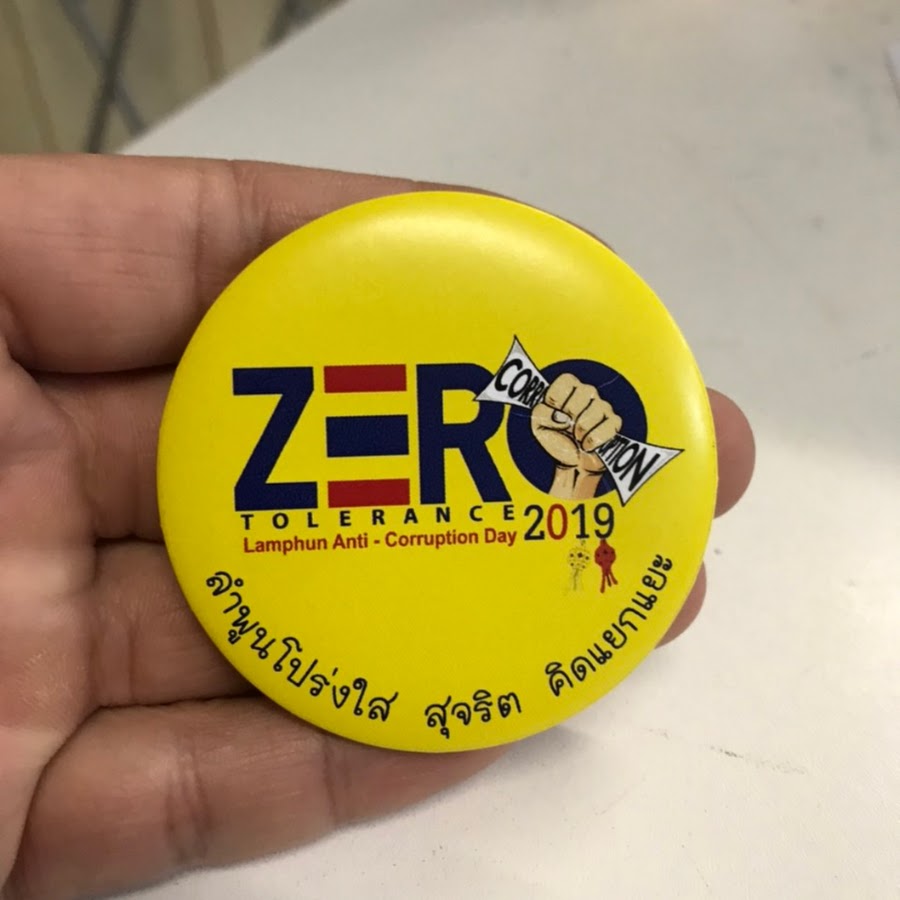 ZERO
CORRUPTION
TOLERANCE 2019
Lamphun Anti - Corruption Day
ลำพูนโปร่งใส สุจริต คิดแยกแยะ